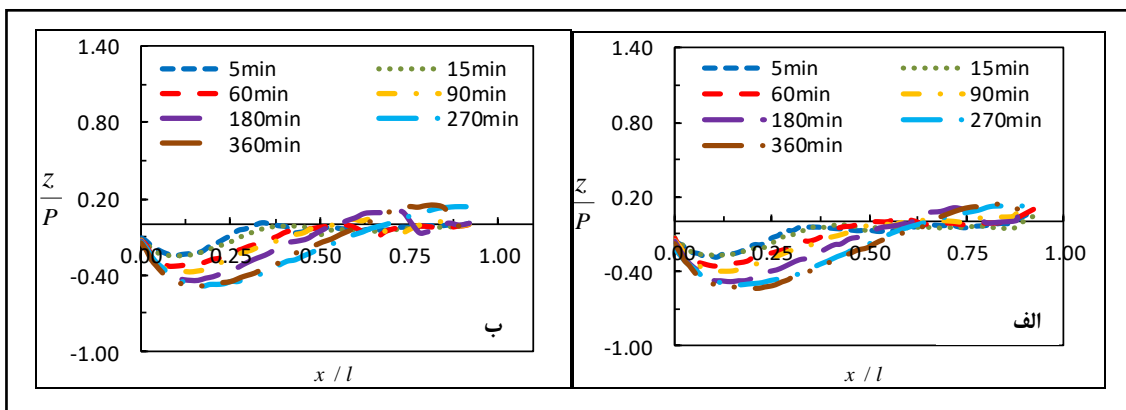 1.40
5min 15min
60min 90min
0.80
180min 270min
360min
0.20
z
P
0.00 0.25 0.50 0.75 1.00
-0.40
-1.00
ب
x / l
1.40
5min 15min
60min 90min
0.80
180min 270min
360min
0.20
z
P
0.00 0.25 0.50 0.75 1.00
-0.40
-1.00
الف
x / l